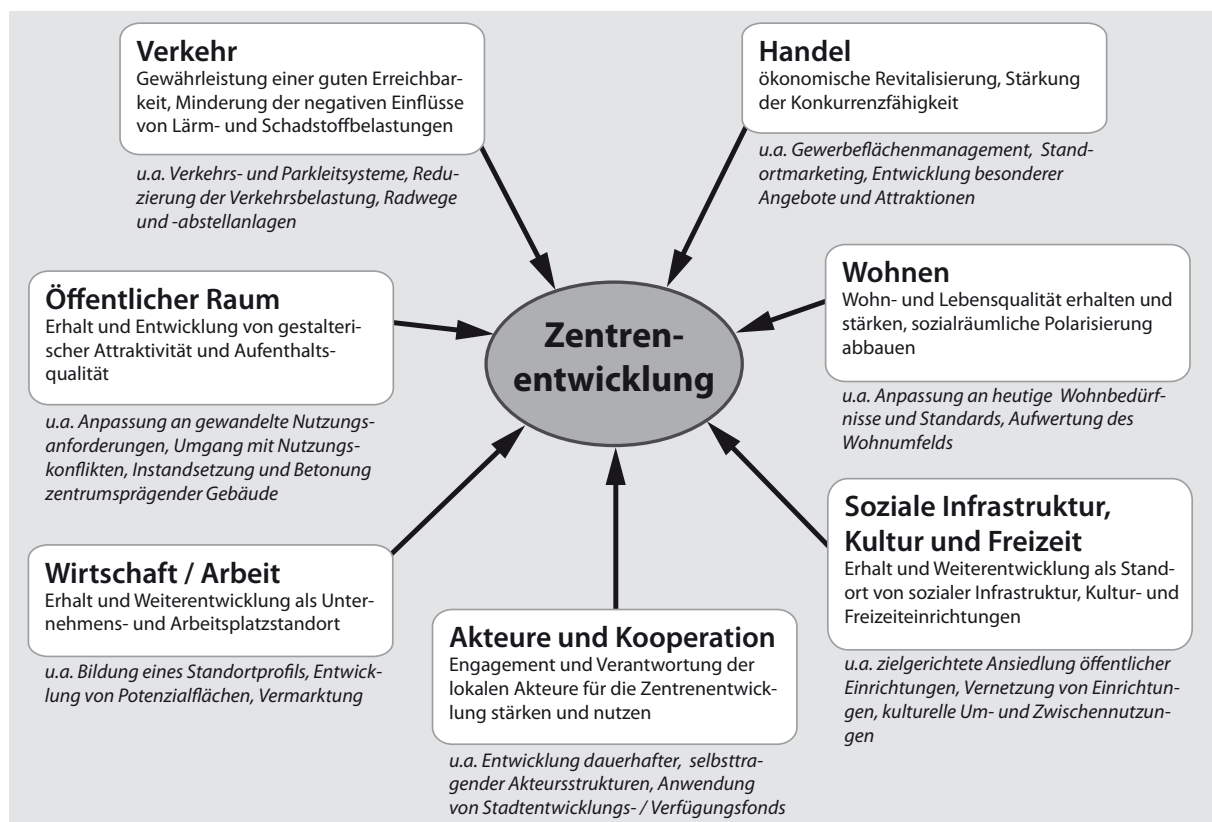 Verkehr
Gewährleistung einer guten Erreichbar-
keit, Minderung der negativen Einflüsse
von Lärm- und Schadstoffbelastungen
u.a. Verkehrs- und Parkleitsysteme, Redu-
zierung der Verkehrsbelastung, Radwege
und -abstellanlagen
Handel
ökonomische Revitalisierung, Stärkung
der Konkurrenzfähigkeit
u.a. Gewerbeflächenmanagement, Stand-
ortmarketing, Entwicklung besonderer
Angebote und Attraktionen
Öffentlicher Raum
Erhalt und Entwicklung von gestalteri-
scher Attraktivität und Aufenthalts-
qualität
u.a. Anpassung an gewandelte Nutzungs-
anforderungen, Umgang mit Nutzungs-
konflikten, Instandsetzung und Betonung
zentrumsprägender Gebäude
Zentren-
entwicklung
Wohnen
Wohn- und Lebensqualität erhalten und
stärken, sozialräumliche Polarisierung
abbauen
u.a. Anpassung an heutige Wohnbedürf-
nisse und Standards, Aufwertung des
Wohnumfelds
Wirtschaft / Arbeit
Erhalt und Weiterentwicklung als Unter-
nehmens- und Arbeitsplatzstandort
u.a. Bildung eines Standortprofils, Entwick-
lung von Potenzialflächen, Vermarktung
Akteure und Kooperation
Engagement und Verantwortung der
lokalen Akteure für die Zentrenentwick-
lung stärken und nutzen
u.a. Entwicklung dauerhafter, selbsttra-
gender Akteursstrukturen, Anwendung
von Stadtentwicklungs- / Verfügungsfonds
Soziale Infrastruktur,
Kultur und Freizeit
Erhalt und Weiterentwicklung als Stand-
ort von sozialer Infrastruktur, Kultur- und
Freizeiteinrichtungen
u.a. zielgerichtete Ansiedlung öffentlicher
Einrichtungen, Vernetzung von Einrichtun-
gen, kulturelle Um- und Zwischennutzun-
gen